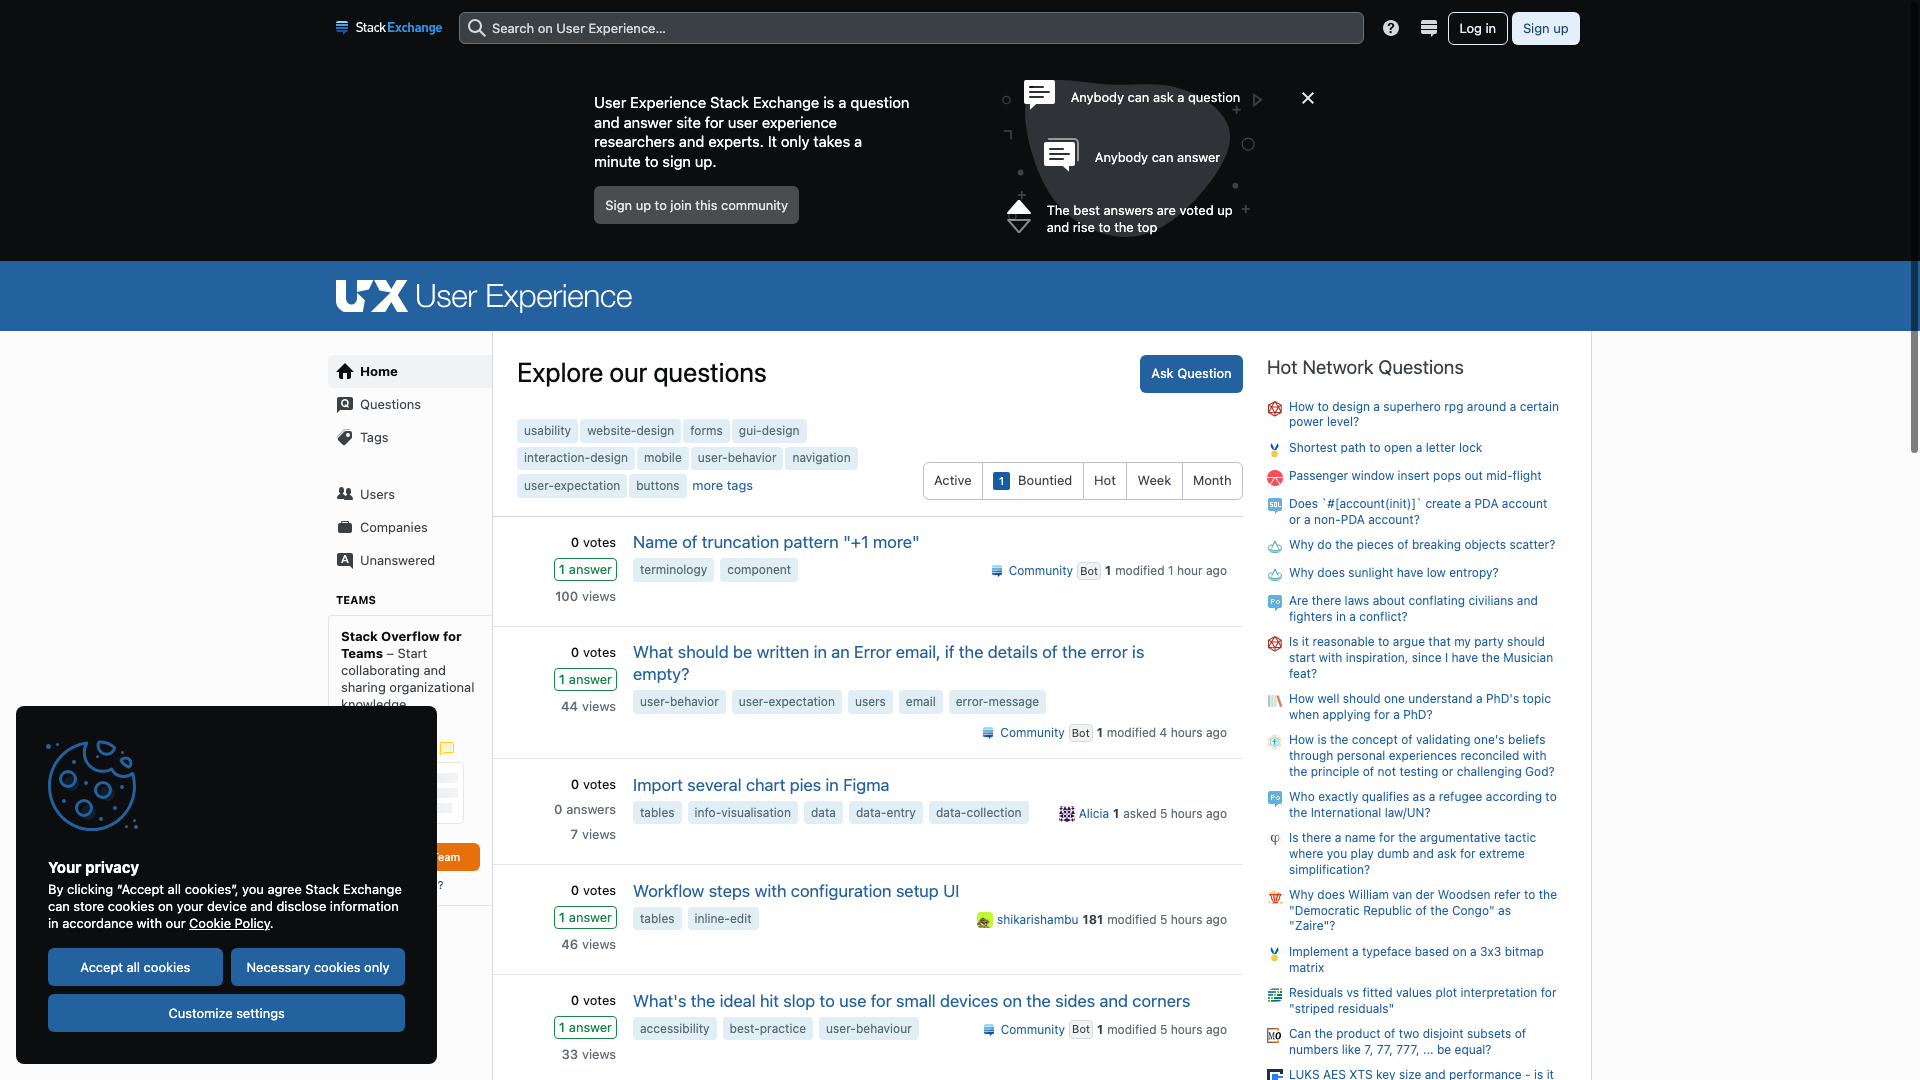 StackExchange
Search on User Experience…
Log in
Sign up
User Experience Stack Exchange is a question
and answer site for user experience
researchers and experts. It only takes a
minute to sign up.
Sign up to join this community
Anybody can ask a question
Anybody can answer
The best answers are voted up
and rise to the top
UX User Experience
Home
Questions
Tags
Users
Companies
Unanswered
TEAMS
Stack Overflow for
Teams – Start
collaborating and
sharing organizational
knowledge.
Team
?
Your privacy
By clicking “Accept all cookies”, you agree Stack Exchange
can store cookies on your device and disclose information
in accordance with our Cookie Policy.
Accept all cookies
Necessary cookies only
Customize settings
Explore our questions
Ask Question
usability website-design forms gui-design
interaction-design mobile user-behavior navigation
user-expectation buttons more tags
Active 1 Bountied Hot Week Month
0 votes
1 answer
100 views
Name of truncation pattern "+1 more"
terminology component
Community Bot 1 modified 1 hour ago
0 votes
1 answer
44 views
What should be written in an Error email, if the details of the error is
empty?
user-behavior user-expectation users email error-message
Community Bot 1 modified 4 hours ago
0 votes
0 answers
7 views
Import several chart pies in Figma
tables info-visualisation data data-entry data-collection
Alicia 1 asked 5 hours ago
0 votes
1 answer
46 views
Workflow steps with configuration setup UI
tables inline-edit
shikarishambu 181 modified 5 hours ago
0 votes
1 answer
33 views
What's the ideal hit slop to use for small devices on the sides and corners
accessibility best-practice user-behaviour
Community Bot 1 modified 5 hours ago
Hot Network Questions
How to design a superhero rpg around a certain
power level?
Shortest path to open a letter lock
Passenger window insert pops out mid-flight
Does `#[account(init)]` create a PDA account
or a non-PDA account?
Why do the pieces of breaking objects scatter?
Why does sunlight have low entropy?
Are there laws about conflating civilians and
fighters in a conflict?
Is it reasonable to argue that my party should
start with inspiration, since I have the Musician
feat?
How well should one understand a PhD's topic
when applying for a PhD?
How is the concept of validating one's beliefs
through personal experiences reconciled with
the principle of not testing or challenging God?
Who exactly qualifies as a refugee according to
the International law/UN?
Is there a name for the argumentative tactic
where you play dumb and ask for extreme
simplification?
Why does William van der Woodsen refer to the
"Democratic Republic of the Congo" as
"Zaire"?
Implement a typeface based on a 3x3 bitmap
matrix
Residuals vs fitted values plot interpretation for
"striped residuals"
Can the product of two disjoint subsets of
numbers like 7, 77, 777, ... be equal?
LUKS AES XTS key size and performance - is it